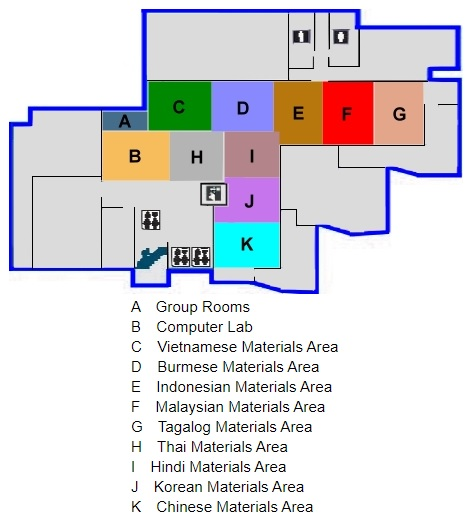 C D E F G
A
B H I
J
K
A Group Rooms
B Computer Lab
C Vietnamese Materials Area
D Burmese Materials Area
E Indonesian Materials Area
F Malaysian Materials Area
G Tagalog Materials Area
H Thai Materials Area
I Hindi Materials Area
J Korean Materials Area
K Chinese Materials Area